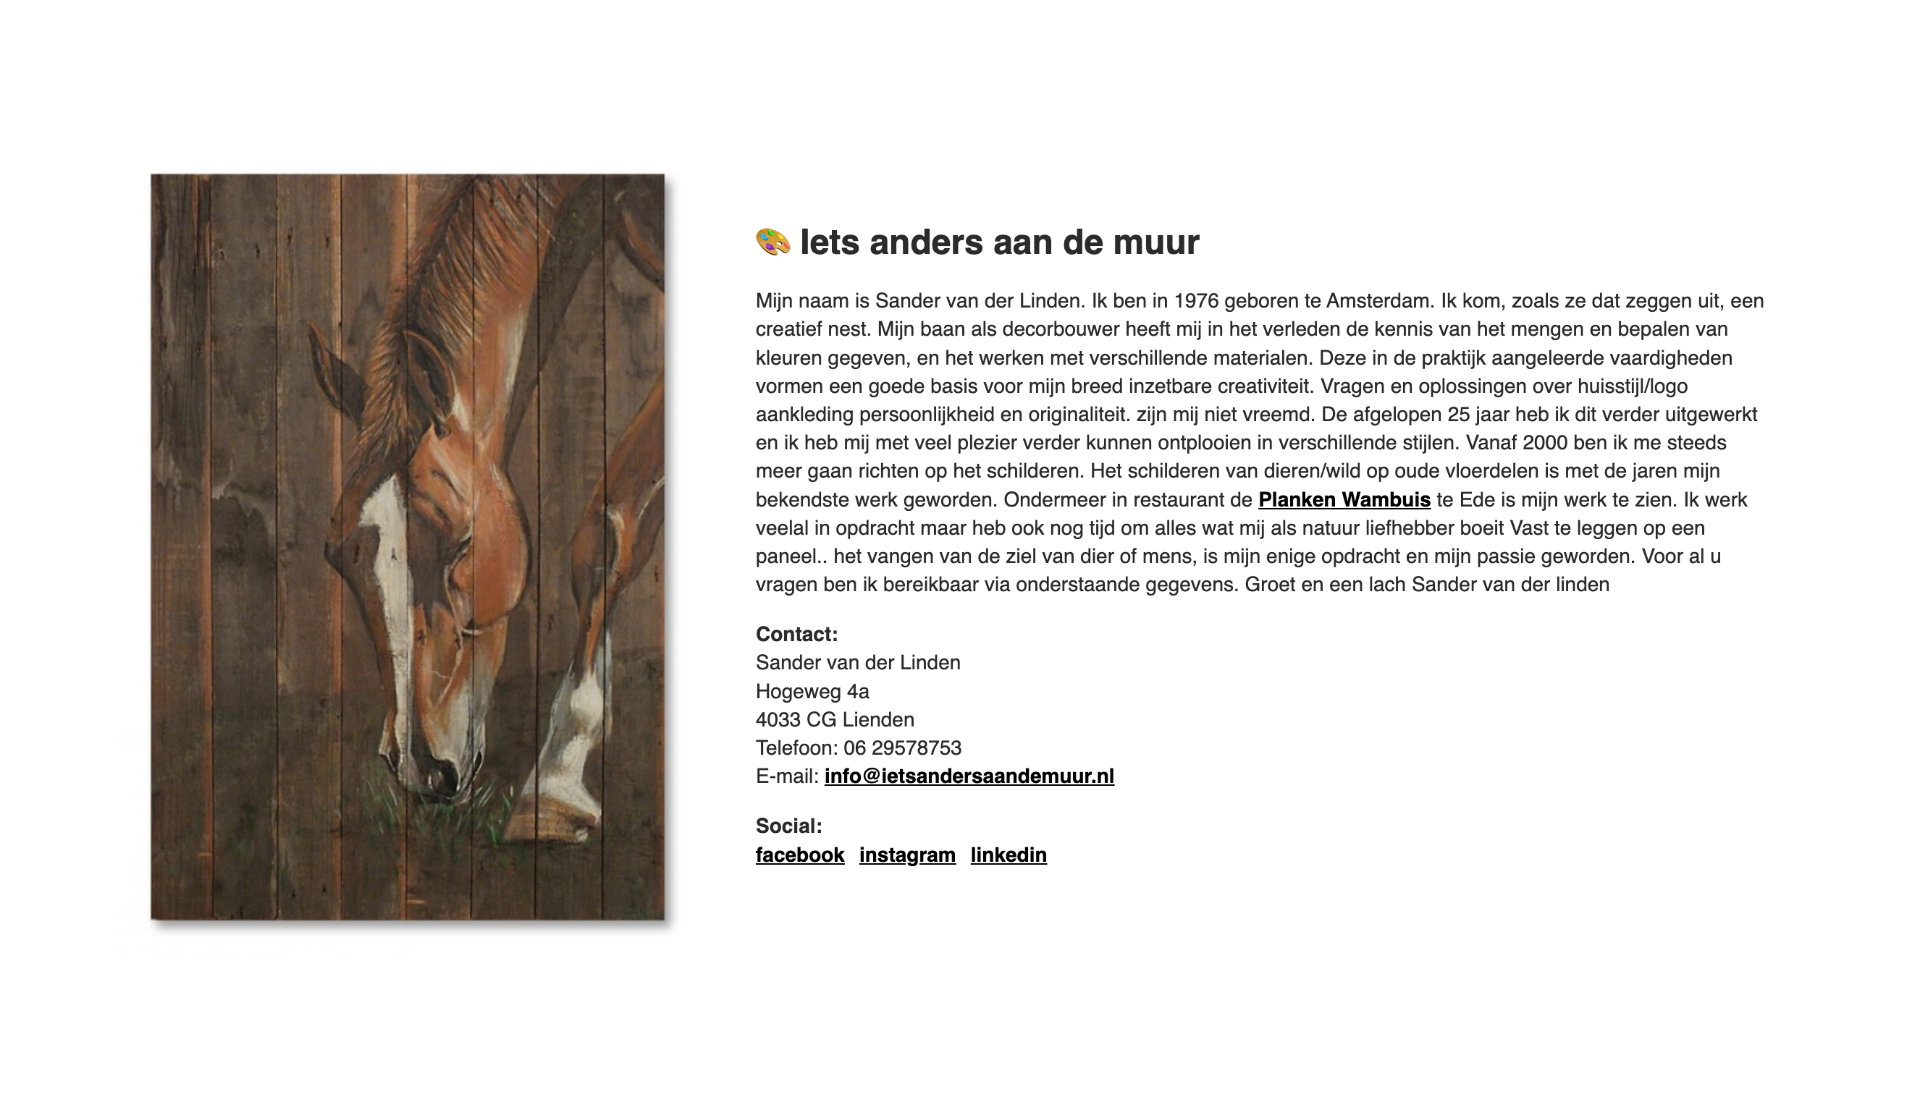 🎨 Iets anders aan de muur
Mijn naam is Sander van der Linden. Ik ben in 1976 geboren te Amsterdam. Ik kom, zoals ze dat zeggen uit, een
creatief nest. Mijn baan als decorbouwer heeft mij in het verleden de kennis van het mengen en bepalen van
kleuren gegeven, en het werken met verschillende materialen. Deze in de praktijk aangeleerde vaardigheden
vormen een goede basis voor mijn breed inzetbare creativiteit. Vragen en oplossingen over huisstijl/logo
aankleding persoonlijkheid en originaliteit. zijn mij niet vreemd. De afgelopen 25 jaar heb ik dit verder uitgewerkt
en ik heb mij met veel plezier verder kunnen ontplooien in verschillende stijlen. Vanaf 2000 ben ik me steeds
meer gaan richten op het schilderen. Het schilderen van dieren/wild op oude vloerdelen is met de jaren mijn
bekendste werk geworden. Ondermeer in restaurant de Planken Wambuis te Ede is mijn werk te zien. Ik werk
veelal in opdracht maar heb ook nog tijd om alles wat mij als natuur liefhebber boeit Vast te leggen op een
paneel.. het vangen van de ziel van dier of mens, is mijn enige opdracht en mijn passie geworden. Voor al u
vragen ben ik bereikbaar via onderstaande gegevens. Groet en een lach Sander van der linden
Contact:
Sander van der Linden
Hogeweg 4a
4033 CG Lienden
Telefoon: 06 29578753
E-mail: info@ietsandersaandemuur.nl
Social:
facebook instagram linkedin